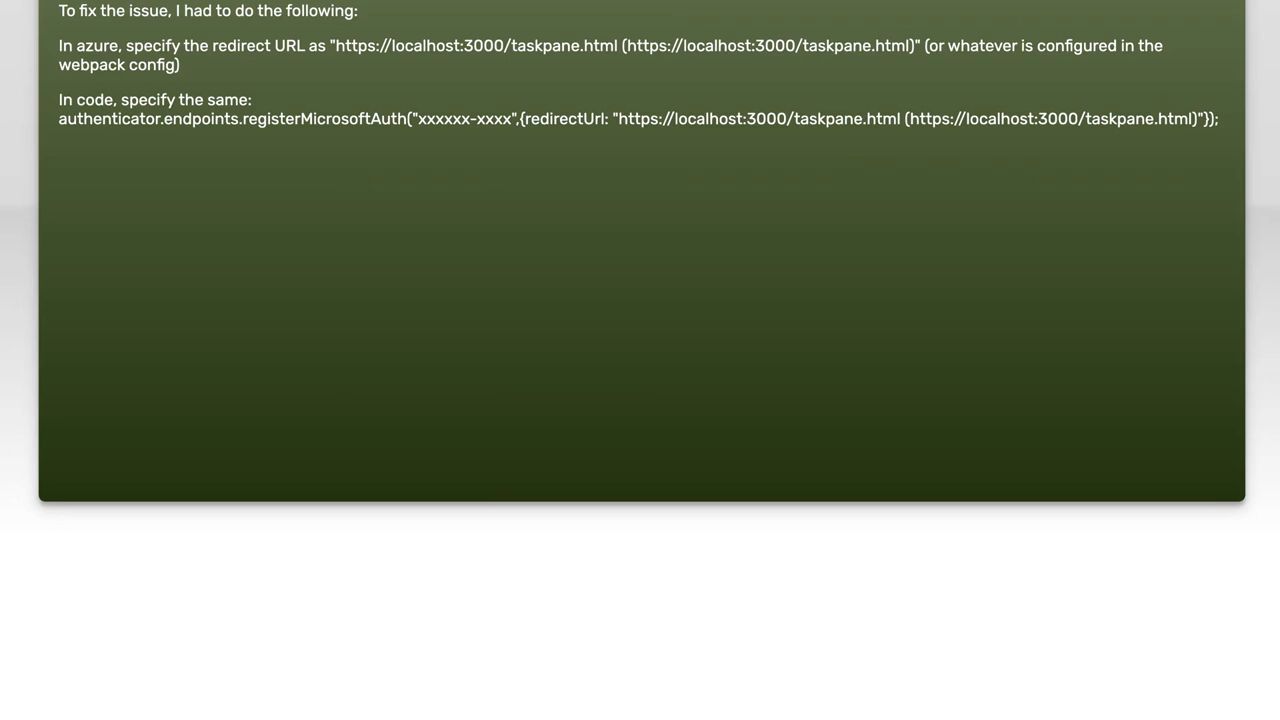 To fix the issue, I had to do the following:
In azure, specify the redirect URL as "https://localhost:3000/taskpane.html (https://localhost:3000/taskpane.html)" (or whatever is configured in the
webpack config)
In code, specify the same:
authenticator.endpoints.registerMicrosoftAuth("xxxxxx-xxxx",{redirectUrl: "https://localhost:3000/taskpane.html (https://localhost:3000/taskpane.html)"});